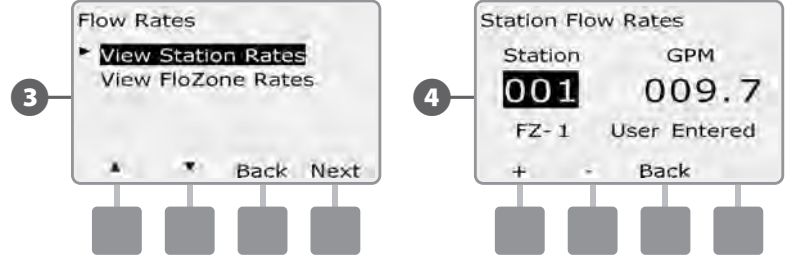 3
Flow Rates
► View Station Rates
View FloZone Rates
▲ ▼ Back Next
4
Station Flow Rates
Station GPM
001 009.7
FZ- 1 User Entered
+ - Back